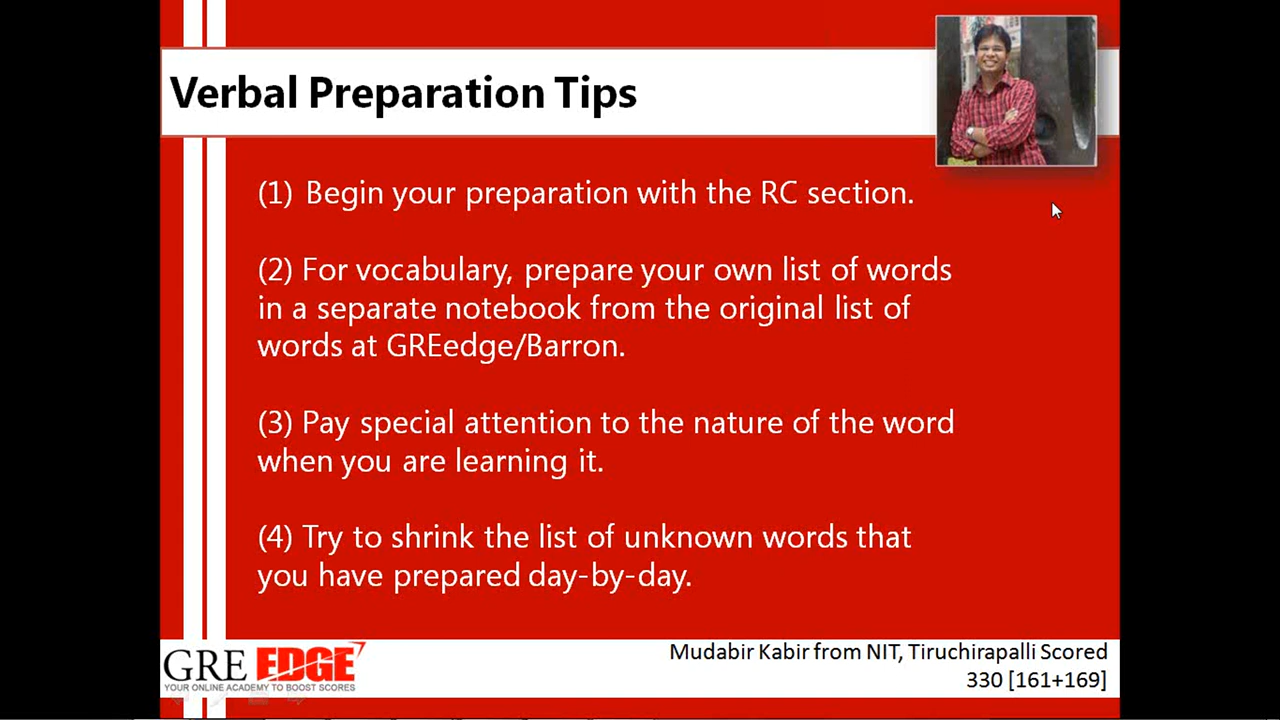 Verbal Preparation Tips
(1) Begin your preparation with the RC section.
(2) For vocabulary, prepare your own list of words
in a separate notebook from the original list of
words at GREedge/Barron.
(3) Pay special attention to the nature of the word
when you are learning it.
(4) Try to shrink the list of unknown words that
you have prepared day-by-day.
GRE EDGE
YOUR ONLINE ACADEMY TO BOOST SCORES
Mudabir Kabir from NIT, Tiruchirapalli Scored
330 [161+169]